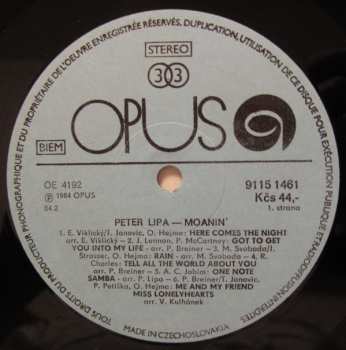 TOUS DROITS DU PRODUCTEUR PHONOGRAPHIQUE ET DU PROPRIÉTAIRE DE L'OEUVRE ENREGISTRÉE RÉSERVÉS. DUPLICATION, UTILISATION DE CE DISQUE POUR EXÉCUTION PUBLIQUE ET RADIODIFFUSION INTERDITES
STEREO
33
OPUS
BIEM
OE 4192
℗ 1984 OPUS
54.2
9115 1461
Kčs 44,-
1. strana
PETER LIPA — MOANIN'
1. E. Viklický/I. Janovic, O. Hejma: HERE COMES THE NIGHT
arr. E. Viklický – 2. J. Lennon, P. McCartney: GOT TO GET
YOU INTO MY LIFE – arr. P. Breiner – 3. M. Svoboda/J.
Strasser, O. Hejma: RAIN – arr. M. Svoboda – 4. R.
Charles: TELL ALL THE WORLD ABOUT YOU
arr. P. Breiner – 5. A. C. Jobim: ONE NOTE
SAMBA – arr. P. Lipa – 6. P. Breiner/T. Janovic,
P. Petiška, O. Hejma: ME AND MY FRIEND
MISS LONELYHEARTS
arr. V. Kulhánek
MADE IN CZECHOSLOVAKIA